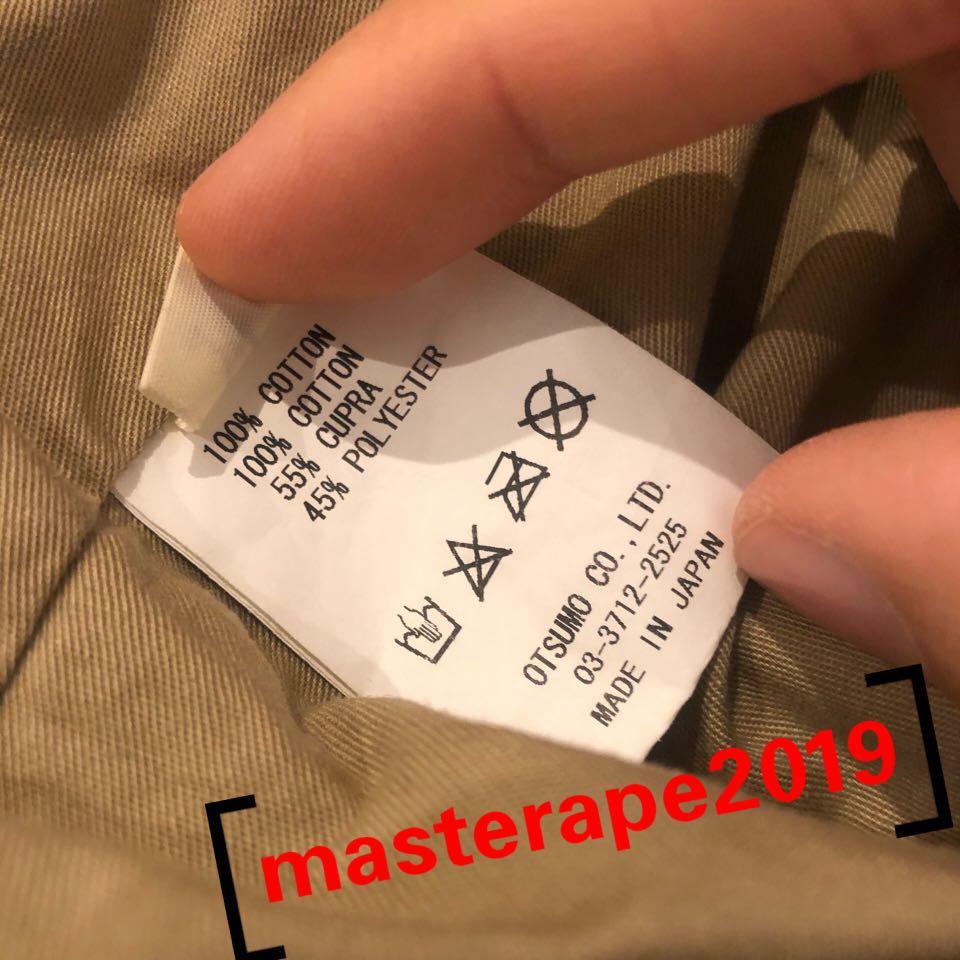 100% COTTON
100% COTTON
55% CUPRA
45% POLYESTER
OTSUMO CO., LTD.
03-3712-2525
MADE IN JAPAN
[masterape2019]